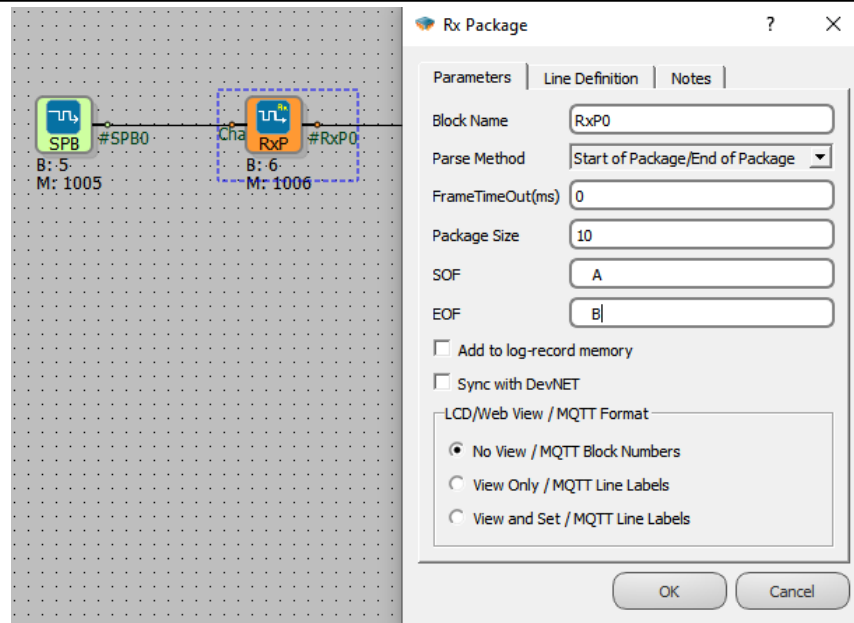 SPB
#SPB0
B: 5
M: 1005
Cha
Rx
RxP
#RxP0
B: 6
M: 1006
Rx Package
?
Parameters
Line Definition
Notes
Block Name
RxP0
Parse Method
Start of Package/End of Package
FrameTimeOut(ms)
0
Package Size
10
SOF
A
EOF
B
Add to log-record memory
Sync with DevNET
LCD/Web View / MQTT Format
No View / MQTT Block Numbers
View Only / MQTT Line Labels
View and Set / MQTT Line Labels
OK
Cancel